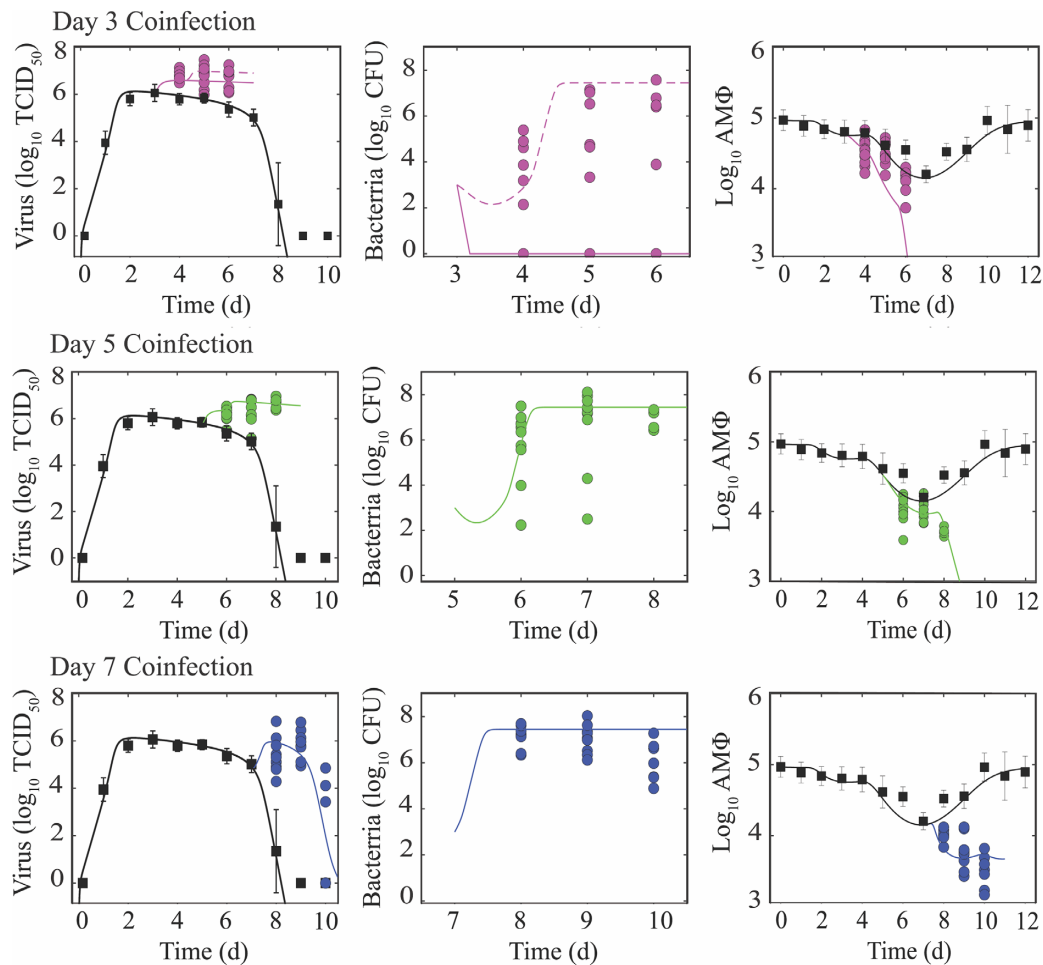 Day 3 Coinfection
Virus (log10 TCID50)
8
6
4
2
0
0 2 4 6 8 10
Time (d)
Bacterria (log10 CFU)
8
6
4
2
0
3 4 5 6
Time (d)
Log10 AMΦ
6
5
4
3
0 2 4 6 8 10 12
Time (d)
Day 5 Coinfection
Virus (log10 TCID50)
8
6
4
2
0
0 2 4 6 8 10
Time (d)
Bacterria (log10 CFU)
8
6
4
2
0
5 6 7 8
Time (d)
Log10 AMΦ
6
5
4
3
0 2 4 6 8 10 12
Time (d)
Day 7 Coinfection
Virus (log10 TCID50)
8
6
4
2
0
0 2 4 6 8 10
Time (d)
Bacterria (log10 CFU)
8
6
4
2
0
7 8 9 10
Time (d)
Log10 AMΦ
6
5
4
3
0 2 4 6 8 10 12
Time (d)